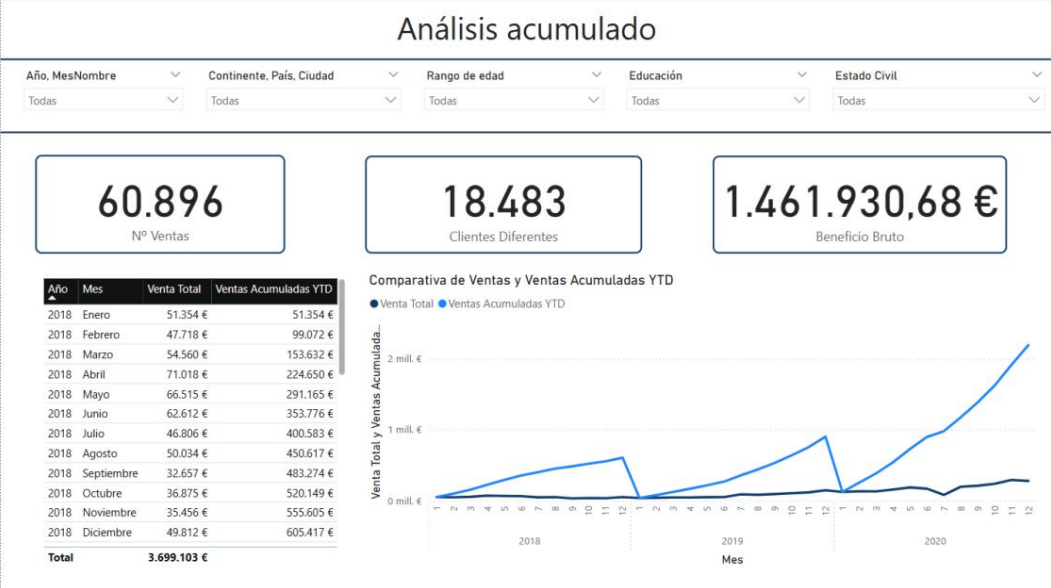 Análisis acumulado
Año, MesNombre Continente, País, Ciudad Rango de edad Educación Estado Civil
Todas Todas Todas Todas Todas
60.896 18.483 1.461.930,68 €
Nº Ventas Clientes Diferentes Beneficio Bruto
Año Mes Venta Total Ventas Acumuladas YTD
2018 Enero 51.354 € 51.354 €
2018 Febrero 47.718 € 99.072 €
2018 Marzo 54.560 € 153.632 €
2018 Abril 71.018 € 224.650 €
2018 Mayo 66.515 € 291.165 €
2018 Junio 62.612 € 353.776 €
2018 Julio 46.806 € 400.583 €
2018 Agosto 50.034 € 450.617 €
2018 Septiembre 32.657 € 483.274 €
2018 Octubre 36.875 € 520.149 €
2018 Noviembre 35.456 € 555.605 €
2018 Diciembre 49.812 € 605.417 €
Total 3.699.103 €
Comparativa de Ventas y Ventas Acumuladas YTD
Venta Total Ventas Acumuladas YTD
Venta Total y Ventas Acumulada...
2 mill. €
1 mill. €
0 mill. €
1 2 3 4 5 6 7 8 9 10 11 12 1 2 3 4 5 6 7 8 9 10 11 12 1 2 3 4 5 6 7 8 9 10 11 12
2018 2019 2020
Mes